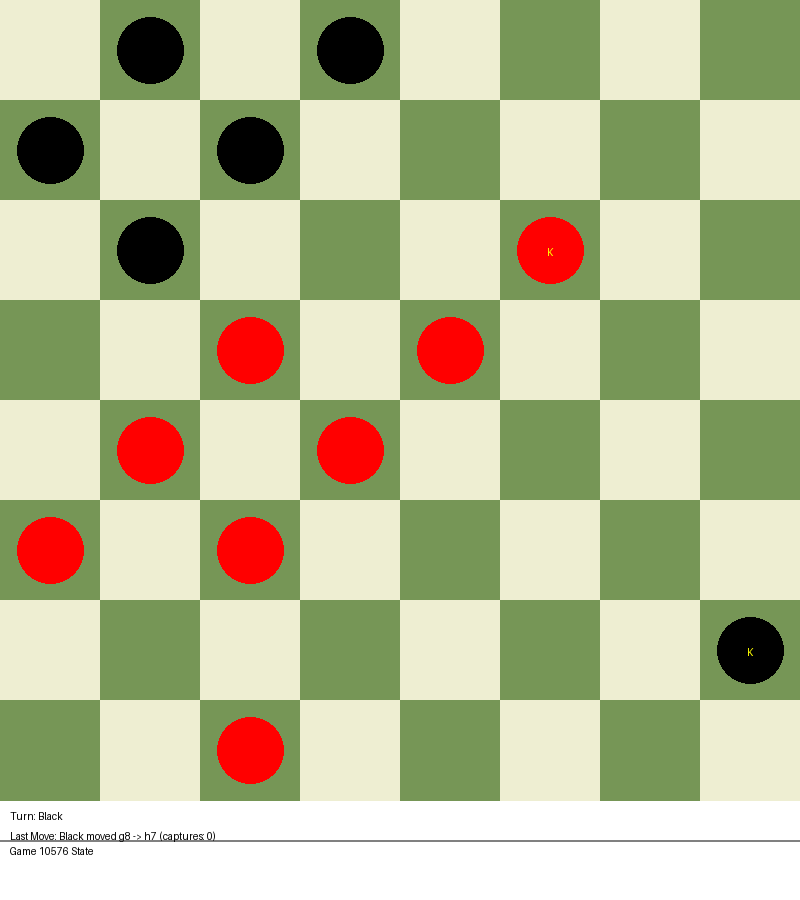 K
K
Turn: Black
Last Move: Black moved g8 -> h7 (captures: 0)
Game 10576 State